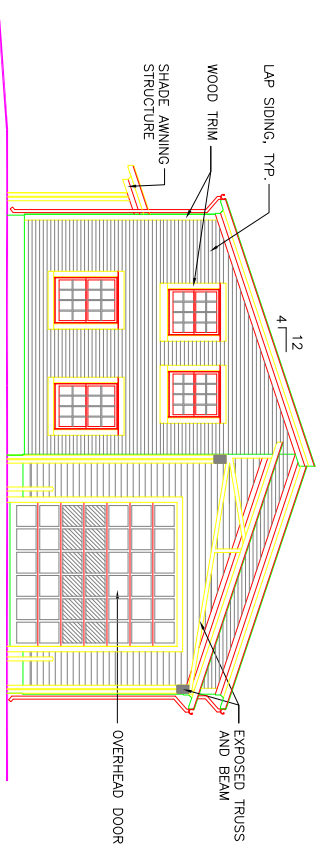 LAP SIDING, TYP.
WOOD TRIM
SHADE AWNING
STRUCTURE
12
4
EXPOSED TRUSS
AND BEAM
OVERHEAD DOOR